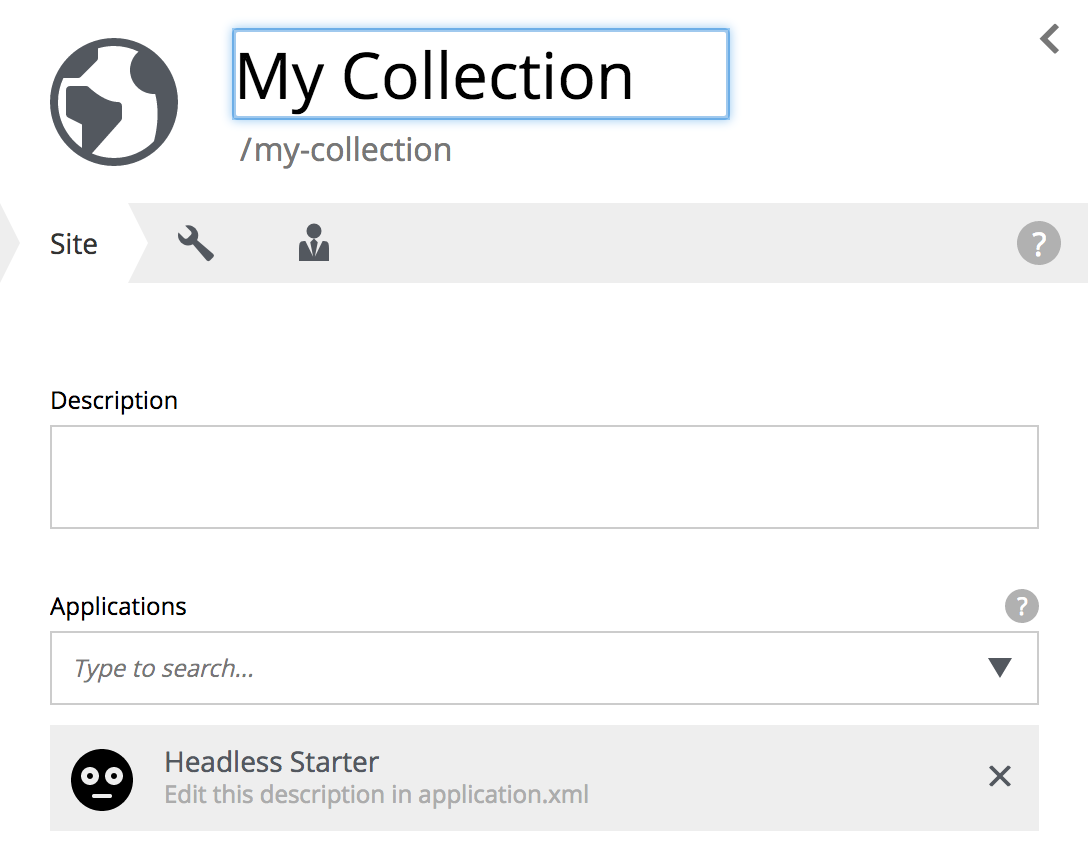 My Collection
/my-collection
Site
?
Description
Applications
?
Type to search...
Headless Starter
Edit this description in application.xml